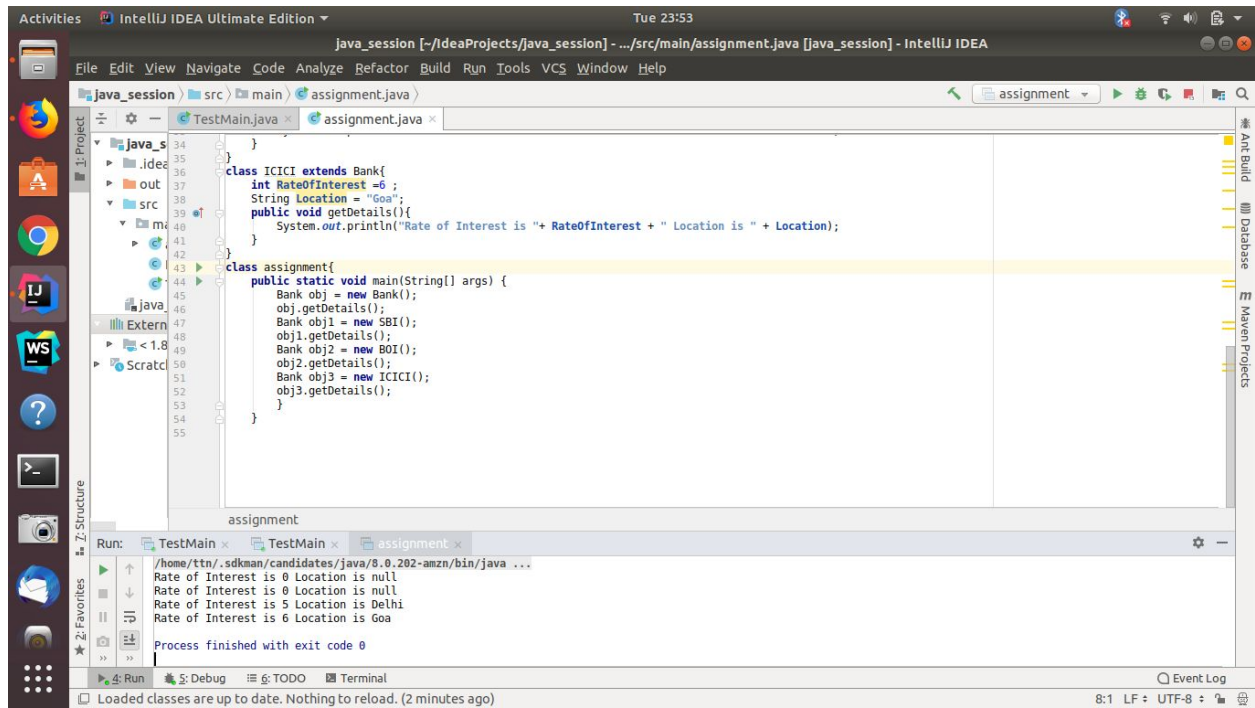 Activities IntelliJ IDEA Ultimate Edition Tue 23:53
java_session [~/IdeaProjects/java_session] - .../src/main/assignment.java [java_session] - IntelliJ IDEA
File Edit View Navigate Code Analyze Refactor Build Run Tools VCS Window Help
java_session src main assignment.java assignment
TestMain.java assignment.java
1: Project
java_s
.idea
out
src
ma
java_
Extern
< 1.8
Scratcl
34 }
35 }
36 class ICICI extends Bank{
37 int RateOfInterest =6 ;
38 String Location = "Goa";
39 public void getDetails(){
40 System.out.println("Rate of Interest is "+ RateOfInterest + " Location is " + Location);
41 }
42 }
43 class assignment{
44 public static void main(String[] args) {
45 Bank obj = new Bank();
46 obj.getDetails();
47 Bank obj1 = new SBI();
48 obj1.getDetails();
49 Bank obj2 = new BOI();
50 obj2.getDetails();
51 Bank obj3 = new ICICI();
52 obj3.getDetails();
53 }
54 }
55
assignment
Ant Build
Database
Maven Projects
Z: Structure
2: Favorites
Run: TestMain TestMain assignment
/home/ttn/.sdkman/candidates/java/8.0.202-amzn/bin/java ...
Rate of Interest is 0 Location is null
Rate of Interest is 0 Location is null
Rate of Interest is 5 Location is Delhi
Rate of Interest is 6 Location is Goa
Process finished with exit code 0
4: Run 5: Debug 6: TODO Terminal Event Log
Loaded classes are up to date. Nothing to reload. (2 minutes ago) 8:1 LF UTF-8
IJ
WS